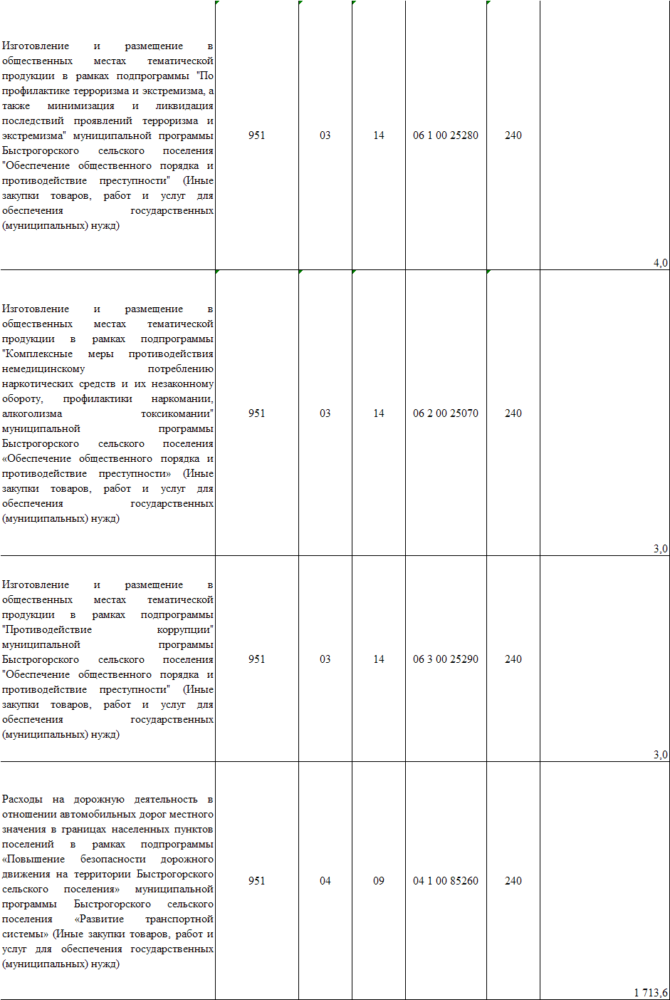 Изготовление и размещение в
общественных местах тематической
продукции в рамках подпрограммы "По
профилактике терроризма и экстремизма, а
также минимизация и ликвидация
последствий проявлений терроризма и
экстремизма" муниципальной программы
Быстрогорского сельского поселения
"Обеспечение общественного порядка и
противодействие преступности" (Иные
закупки товаров, работ и услуг для
обеспечения государственных
(муниципальных) нужд)
951 03 14 06 1 00 25280 240
4,0
Изготовление и размещение в
общественных местах тематической
продукции в рамках подпрограммы
"Комплексные меры противодействия
немедицинскому потреблению
наркотических средств и их незаконному
обороту, профилактики наркомании,
алкоголизма токсикомании"
муниципальной программы
Быстрогорского сельского поселения
«Обеспечение общественного порядка и
противодействие преступности» (Иные
закупки товаров, работ и услуг для
обеспечения государственных
(муниципальных) нужд)
951 03 14 06 2 00 25070 240
3,0
Изготовление и размещение в
общественных местах тематической
продукции в рамках подпрограммы
"Противодействие коррупции"
муниципальной программы
Быстрогорского сельского поселения
"Обеспечение общественного порядка и
противодействие преступности" (Иные
закупки товаров, работ и услуг для
обеспечения государственных
(муниципальных) нужд)
951 03 14 06 3 00 25290 240
3,0
Расходы на дорожную деятельность в
отношении автомобильных дорог местного
значения в границах населенных пунктов
поселений в рамках подпрограммы
«Повышение безопасности дорожного
движения на территории Быстрогорского
сельского поселения» муниципальной
программы Быстрогорского сельского
поселения «Развитие транспортной
системы» (Иные закупки товаров, работ и
услуг для обеспечения государственных
(муниципальных) нужд)
951 04 09 04 1 00 85260 240
1 713,6